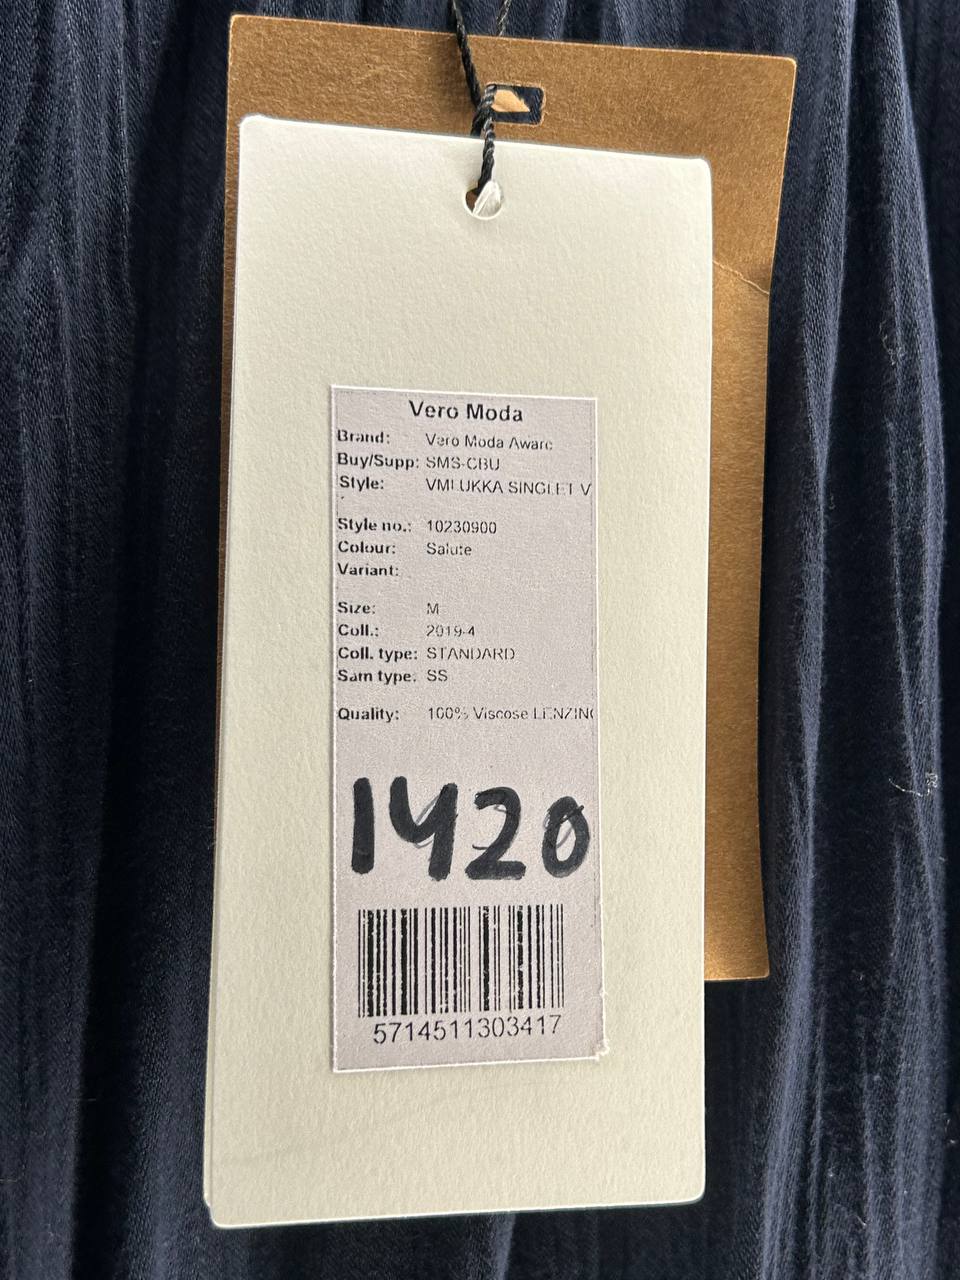 Vero Moda
Brand: Vero Moda Aware
Buy/Supp: SMS-CBU
Style: VMLUKKA SINGLET V
Style no.: 10230900
Colour: Salute
Variant:
Size: M
Coll.: 2019-4
Coll. type: STANDARD
Sam type. SS
Quality: 100% Viscose LENZING
1420
5714511303417